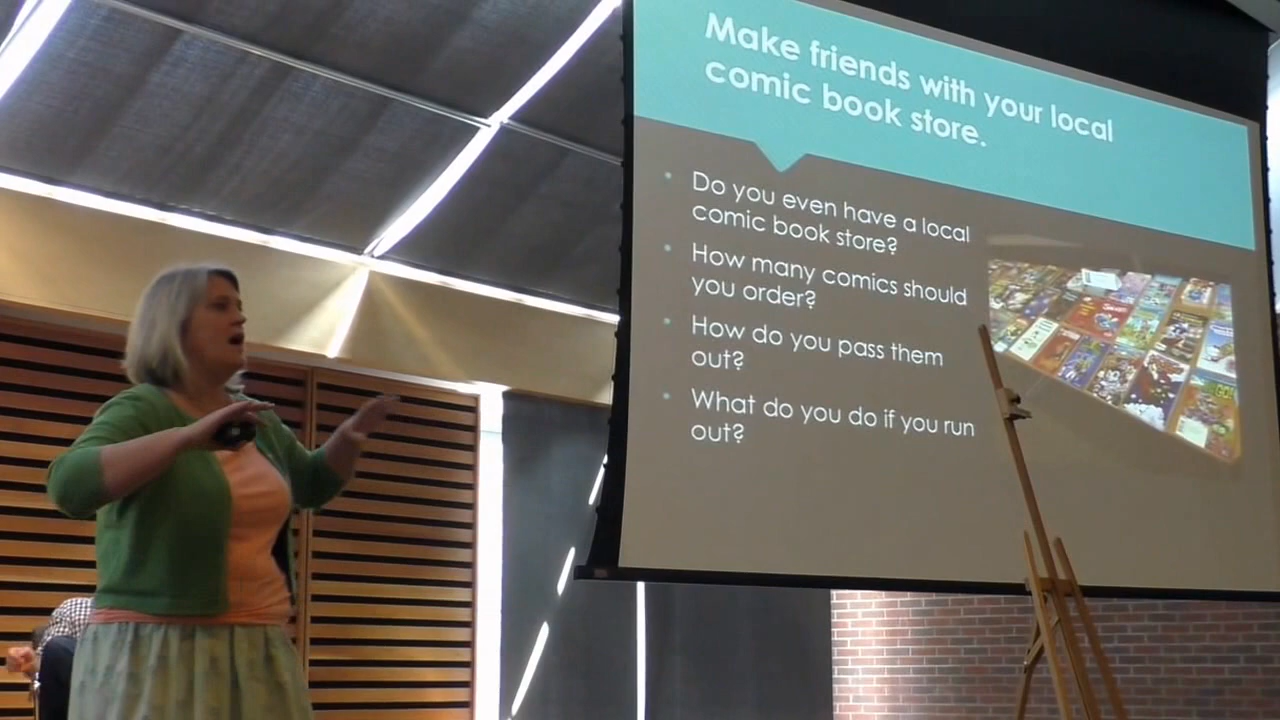 Make friends with your local
comic book store.
Do you even have a local
comic book store?
How many comics should
you order?
How do you pass them
out?
What do you do if you run
out?